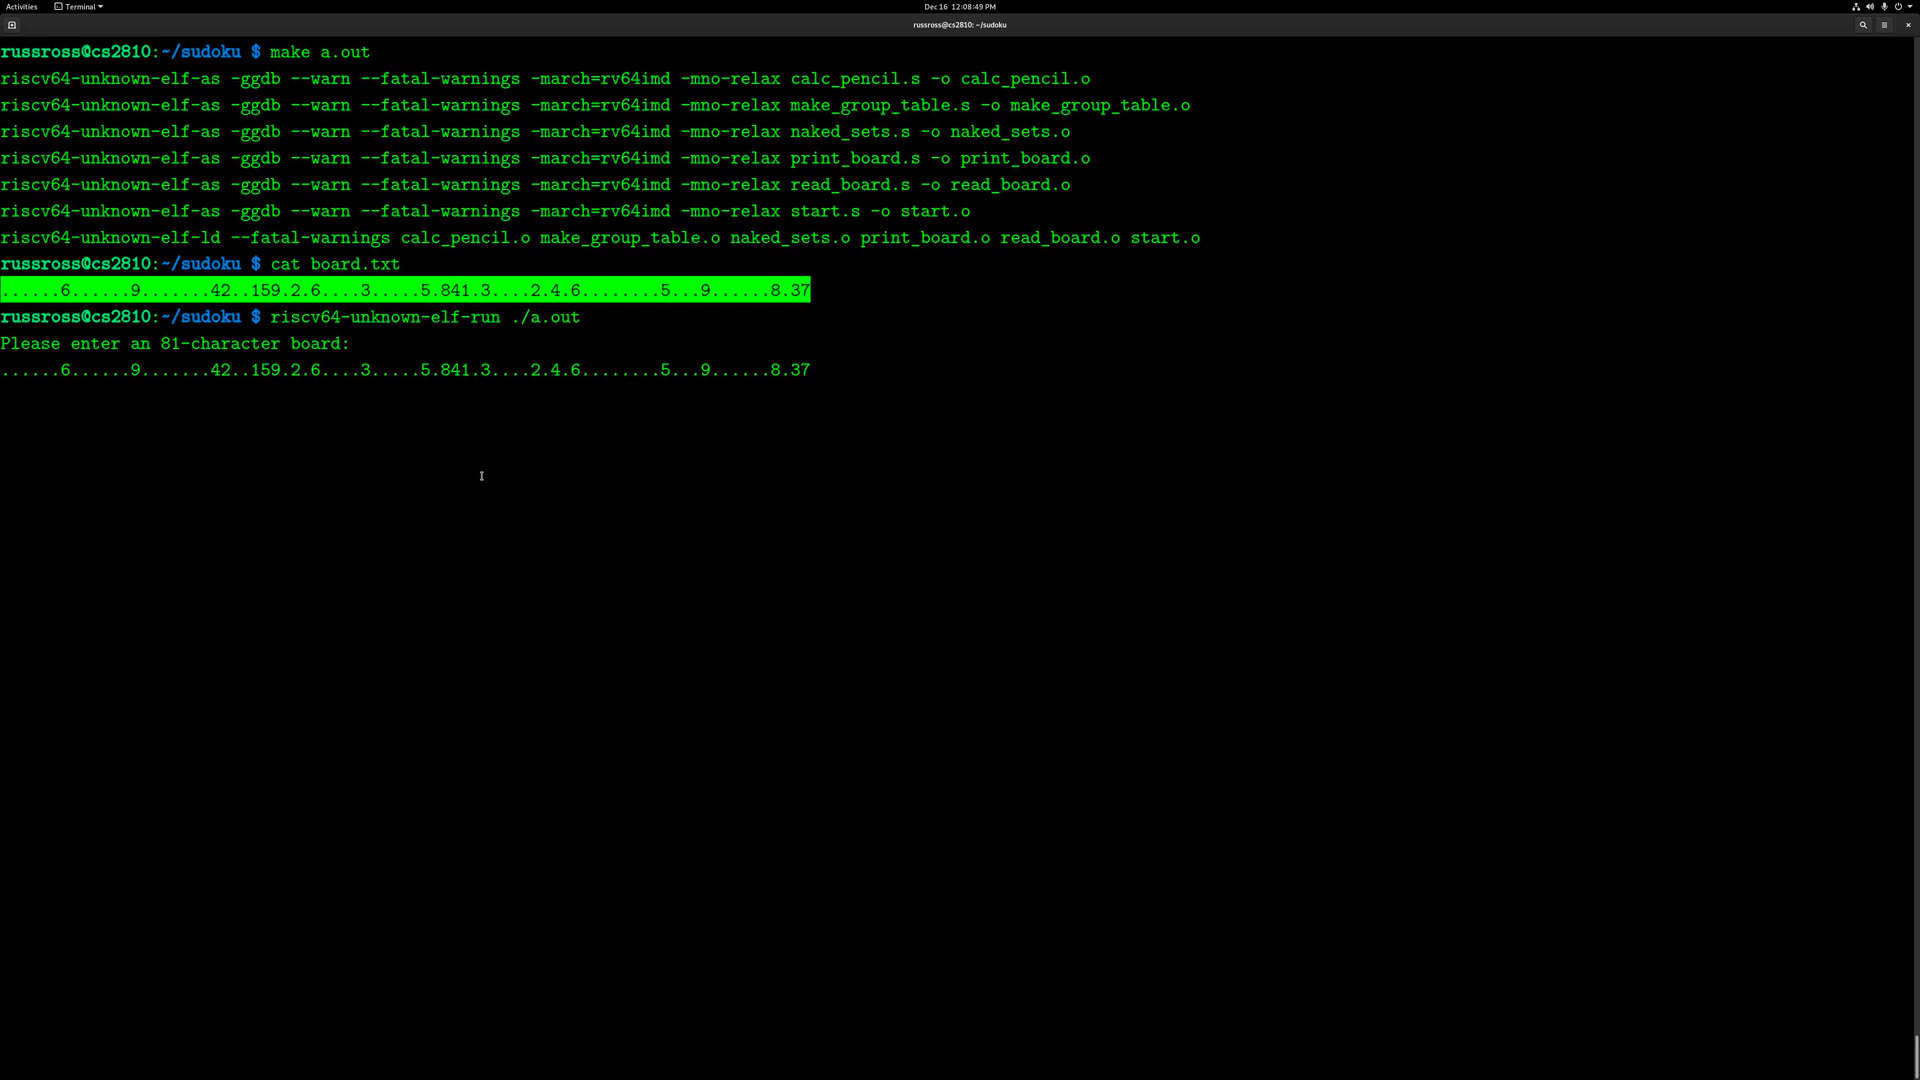 Activities
Terminal
Dec 16 12:08:49 PM
russross@cs2810: ~/sudoku
russross@cs2810:~/sudoku $ make a.out
riscv64-unknown-elf-as -ggdb --warn --fatal-warnings -march=rv64imd -mno-relax calc_pencil.s -o calc_pencil.o
riscv64-unknown-elf-as -ggdb --warn --fatal-warnings -march=rv64imd -mno-relax make_group_table.s -o make_group_table.o
riscv64-unknown-elf-as -ggdb --warn --fatal-warnings -march=rv64imd -mno-relax naked_sets.s -o naked_sets.o
riscv64-unknown-elf-as -ggdb --warn --fatal-warnings -march=rv64imd -mno-relax print_board.s -o print_board.o
riscv64-unknown-elf-as -ggdb --warn --fatal-warnings -march=rv64imd -mno-relax read_board.s -o read_board.o
riscv64-unknown-elf-as -ggdb --warn --fatal-warnings -march=rv64imd -mno-relax start.s -o start.o
riscv64-unknown-elf-ld --fatal-warnings calc_pencil.o make_group_table.o naked_sets.o print_board.o read_board.o start.o
russross@cs2810:~/sudoku $ cat board.txt
......6......9.......42..159.2.6....3.....5.841.3....2.4.6........5...9......8.37
russross@cs2810:~/sudoku $ riscv64-unknown-elf-run ./a.out
Please enter an 81-character board:
......6......9.......42..159.2.6....3.....5.841.3....2.4.6........5...9......8.37